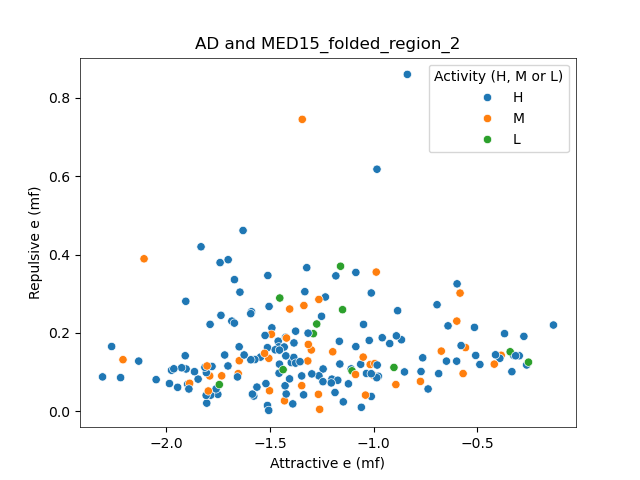 AD and MED15_folded_region_2
Activity (H, M or L)
H
M
L
0.8
0.6
0.4
0.2
0.0
Repulsive e (mf)
−2.0 −1.5 −1.0 −0.5
Attractive e (mf)